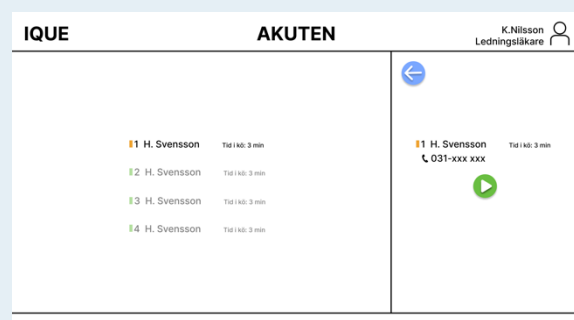 IQUE
AKUTEN
K.Nilsson
Ledningsläkare
1 H. Svensson Tid i kö: 3 min
2 H. Svensson Tid i kö: 3 min
3 H. Svensson Tid i kö: 3 min
4 H. Svensson Tid i kö: 3 min
1 H. Svensson Tid i kö: 3 min
031-xxx xxx